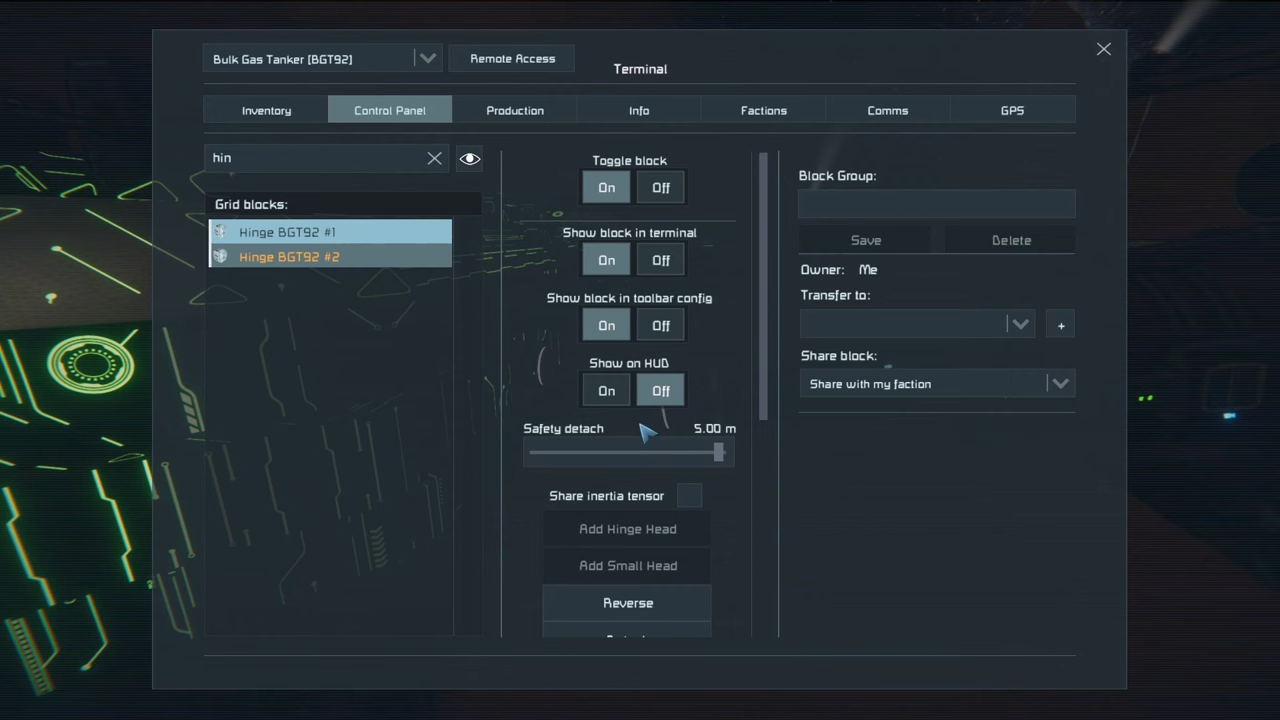 Bulk Gas Tanker [BGT92]
Remote Access
Terminal
Inventory
Control Panel
Production
Info
Factions
Comms
GPS
hin
Grid blocks:
Hinge BGT92 #1
Hinge BGT92 #2
Toggle block
On
Off
Show block in terminal
On
Off
Show block in toolbar config
On
Off
Show on HUD
On
Off
Safety detach
5.00 m
Share inertia tensor
Add Hinge Head
Add Small Head
Reverse
Block Group:
Save
Delete
Owner: Me
Transfer to:
+
Share block:
Share with my faction